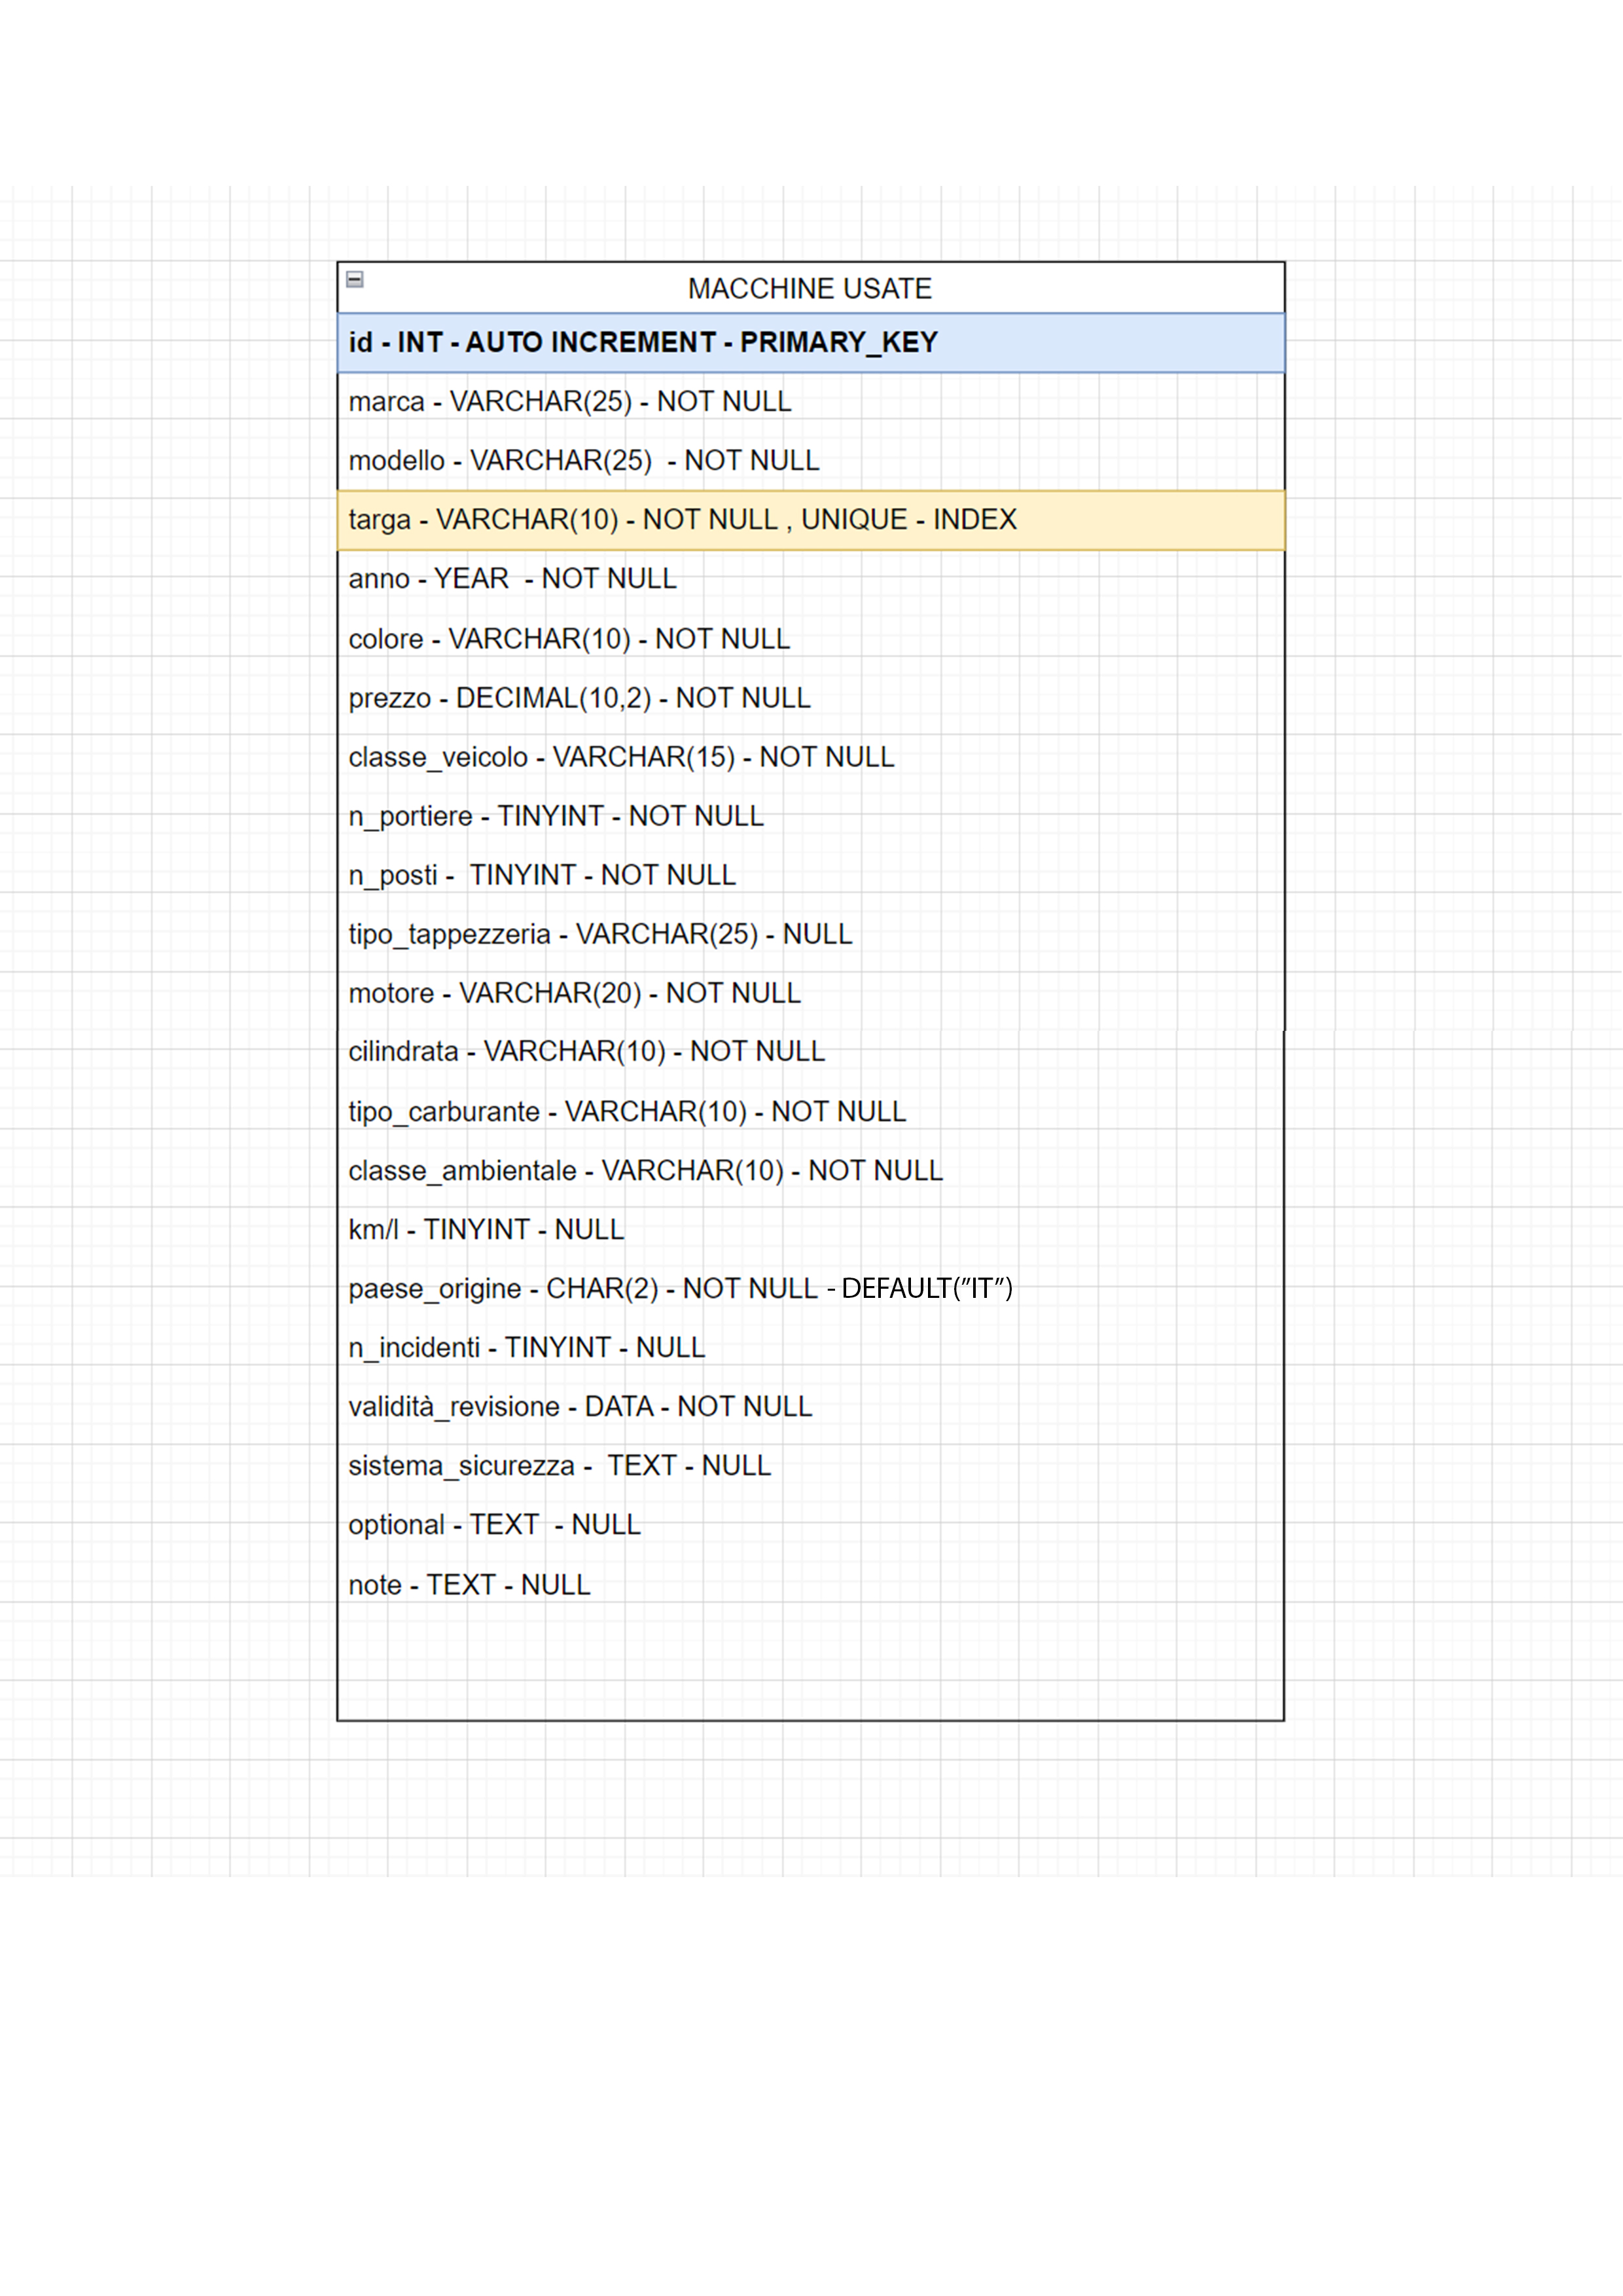 MACCHINE USATE
id - INT - AUTO INCREMENT - PRIMARY_KEY
marca - VARCHAR(25) - NOT NULL
modello - VARCHAR(25)  - NOT NULL
targa - VARCHAR(10) - NOT NULL , UNIQUE - INDEX
anno - YEAR  - NOT NULL
colore - VARCHAR(10) - NOT NULL
prezzo - DECIMAL(10,2) - NOT NULL
classe_veicolo - VARCHAR(15) - NOT NULL
n_portiere - TINYINT - NOT NULL
n_posti -  TINYINT - NOT NULL
tipo_tappezzeria - VARCHAR(25) - NULL
motore - VARCHAR(20) - NOT NULL
cilindrata - VARCHAR(10) - NOT NULL
tipo_carburante - VARCHAR(10) - NOT NULL
classe_ambientale - VARCHAR(10) - NOT NULL
km/l - TINYINT - NULL
paese_origine - CHAR(2) - NOT NULL - DEFAULT(”IT”)
n_incidenti - TINYINT - NULL
validità_revisione - DATA - NOT NULL
sistema_sicurezza -  TEXT - NULL
optional - TEXT  - NULL
note - TEXT - NULL